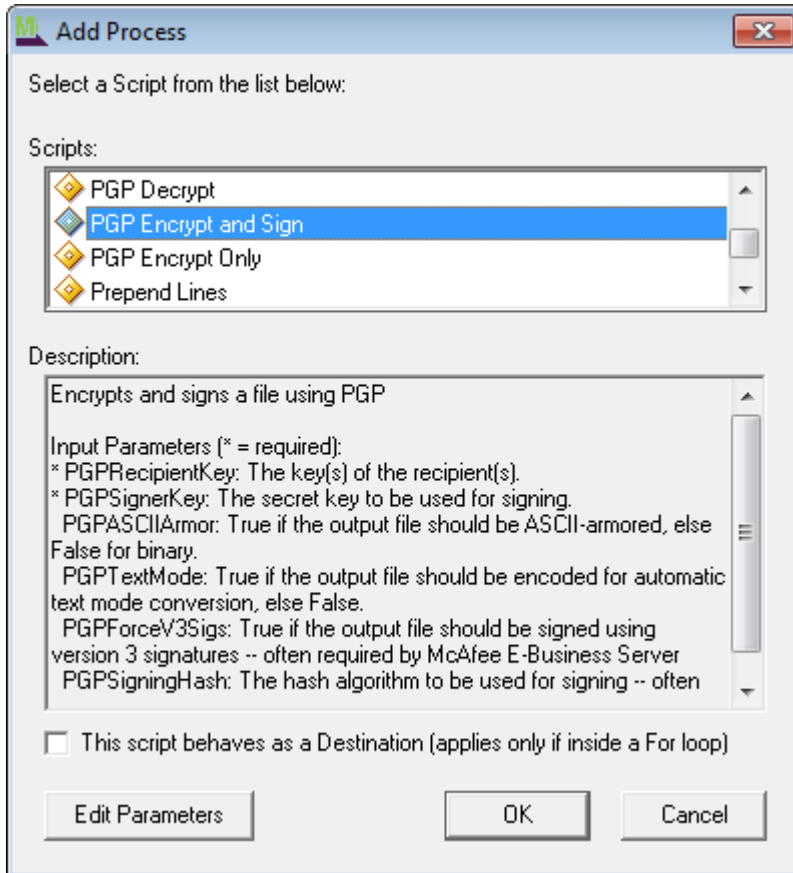 Add Process
Select a Script from the list below:
Scripts:
PGP Decrypt
PGP Encrypt and Sign
PGP Encrypt Only
Prepend Lines
Description:
Encrypts and signs a file using PGP
Input Parameters (* = required):
* PGPRecipientKey: The key(s) of the recipient(s).
* PGPSignerKey: The secret key to be used for signing.
PGPASCIIArmor: True if the output file should be ASCII-armored, else
False for binary.
PGPTextMode: True if the output file should be encoded for automatic
text mode conversion, else False.
PGPForceV3Sigs: True if the output file should be signed using
version 3 signatures -- often required by McAfee E-Business Server
PGPSigningHash: The hash algorithm to be used for signing -- often
This script behaves as a Destination (applies only if inside a For loop)
Edit Parameters
OK
Cancel